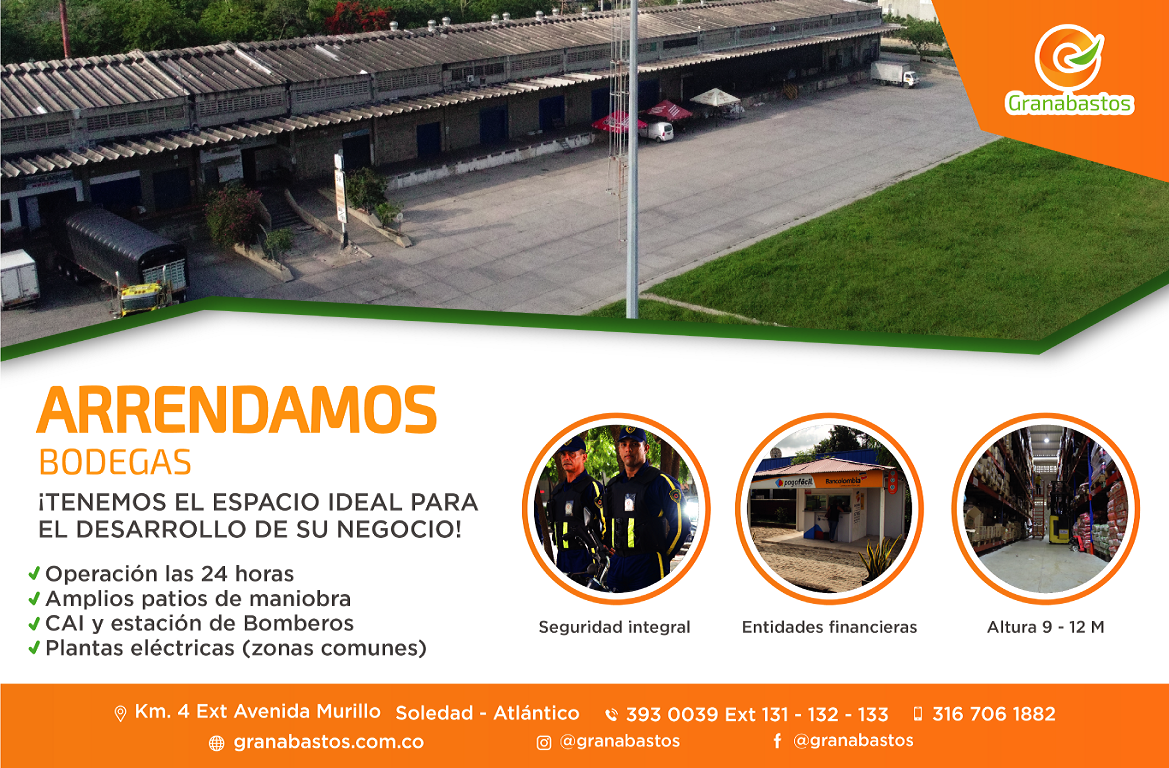 Granabastos
ARRENDAMOS
BODEGAS
¡TENEMOS EL ESPACIO IDEAL PARA
EL DESARROLLO DE SU NEGOCIO!
Operación las 24 horas
Amplios patios de maniobra
CAI y estación de Bomberos
Plantas eléctricas (zonas comunes)
pagafácil Bancolombia
Seguridad integral
Entidades financieras
Altura 9 - 12 M
Km. 4 Ext Avenida Murillo Soledad - Atlántico 393 0039 Ext 131 - 132 - 133 316 706 1882
granabastos.com.co @granabastos @granabastos